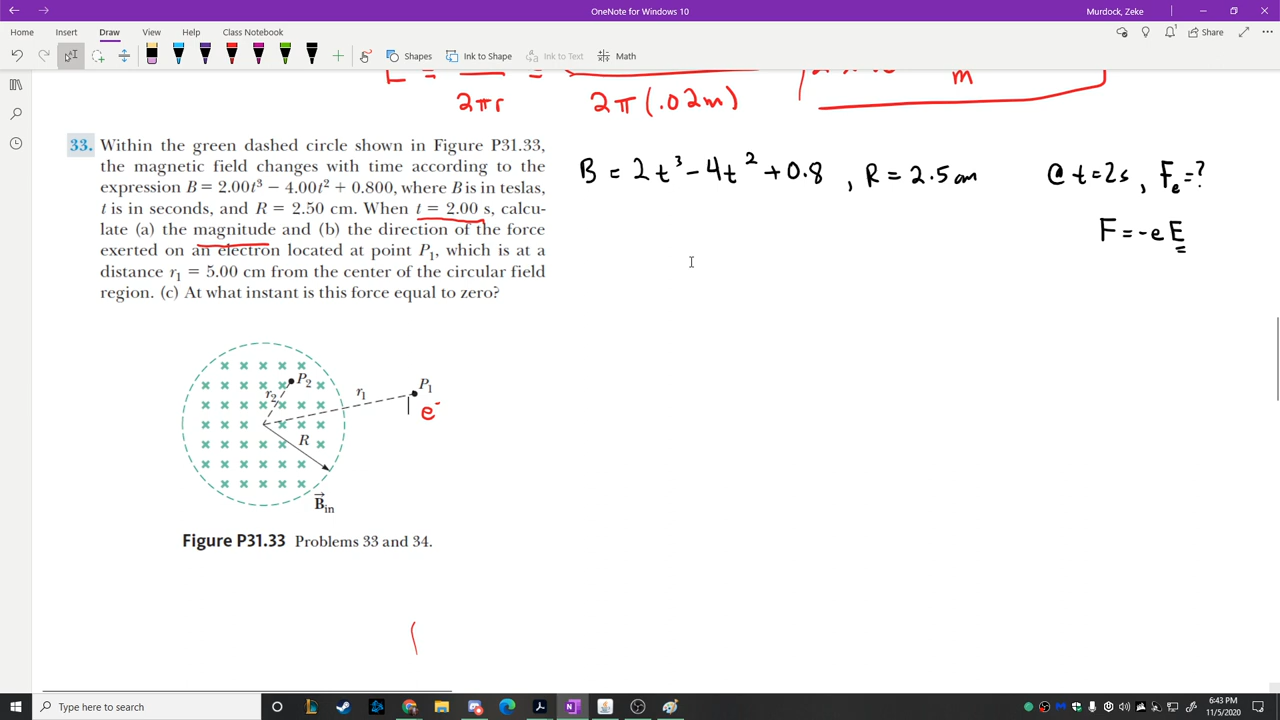 OneNote for Windows 10
Murdock, Zeke
Home Insert Draw View Help Class Notebook
Share
Shapes Ink to Shape Ink to Text Math
2πr 2π(.02m) m
33. Within the green dashed circle shown in Figure P31.33,
the magnetic field changes with time according to the
expression B = 2.00t³ − 4.00t² + 0.800, where B is in teslas,
t is in seconds, and R = 2.50 cm. When t = 2.00 s, calcu-
late (a) the magnitude and (b) the direction of the force
exerted on an electron located at point P₁, which is at a
distance r₁ = 5.00 cm from the center of the circular field
region. (c) At what instant is this force equal to zero?
B = 2t³ - 4t² + 0.8 , R = 2.5cm @ t=2s , Fe=?
F = -eE
P₂
r₂
r₁
P₁
e⁻
R
B⃗in
Figure P31.33 Problems 33 and 34.
Type here to search
6:43 PM
11/5/2020